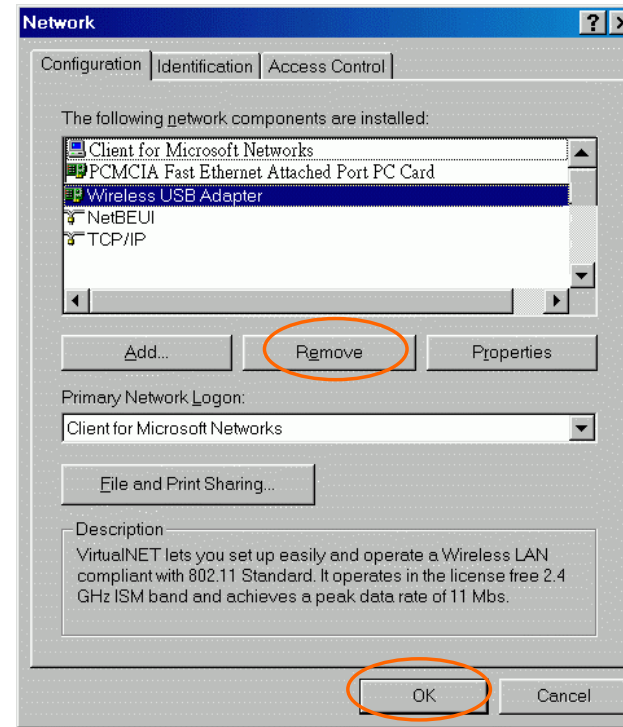 Network
Configuration Identification Access Control
The following network components are installed:
Client for Microsoft Networks
PCMCIA Fast Ethernet Attached Port PC Card
Wireless USB Adapter
NetBEUI
TCP/IP
Add... Remove Properties
Primary Network Logon:
Client for Microsoft Networks
File and Print Sharing...
Description
VirtualNET lets you set up easily and operate a Wireless LAN
compliant with 802.11 Standard. It operates in the license free 2.4
GHz ISM band and achieves a peak data rate of 11 Mbs.
OK Cancel